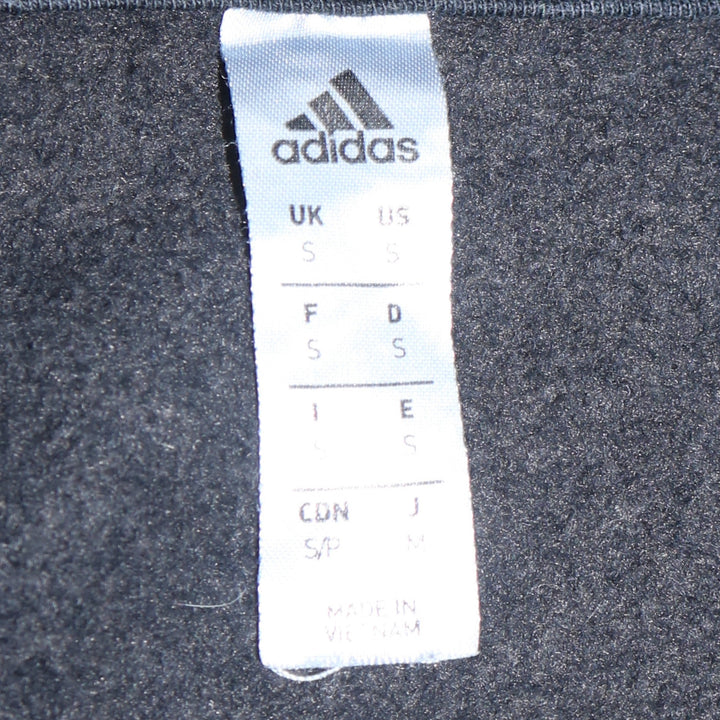 adidas
UK US
S S
F D
S S
I E
S S
CDN J
S/P M
MADE IN
VIETNAM